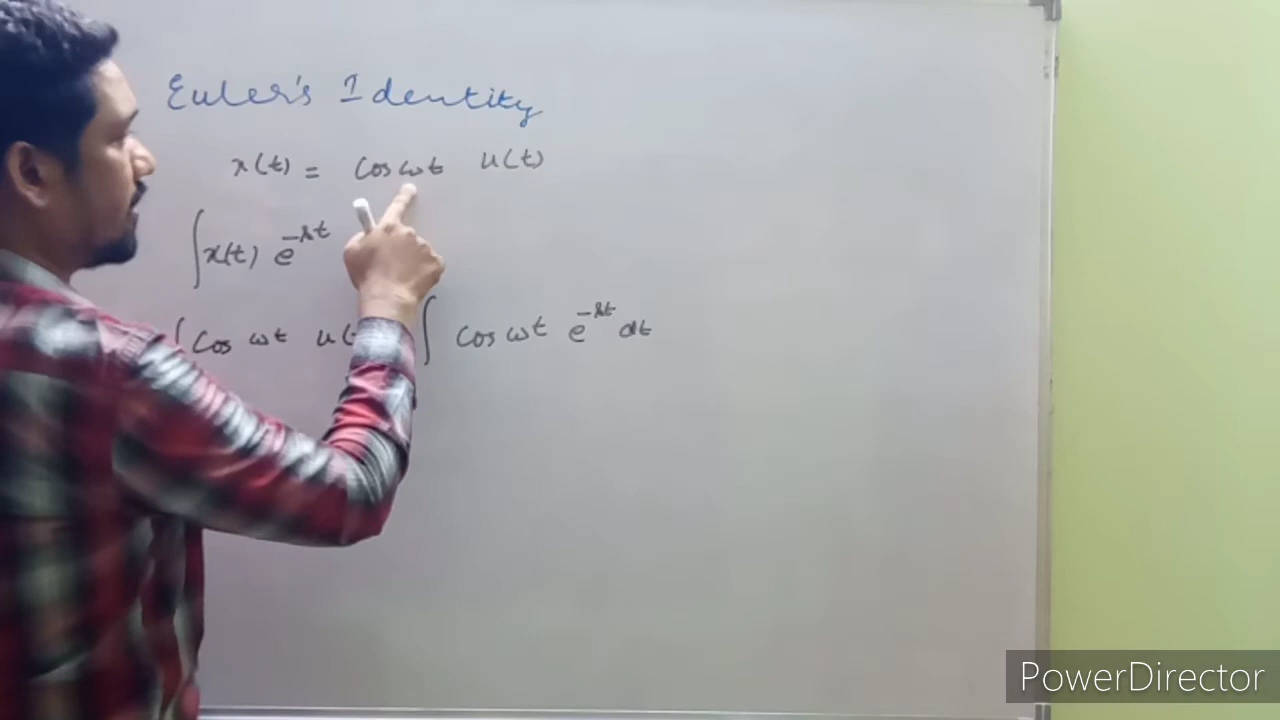 Euler's Identity
x(t) = cos ωt u(t)
∫x(t) e^-st
∫ cos ωt u( ∫ cos ωt e^-st dt
PowerDirector